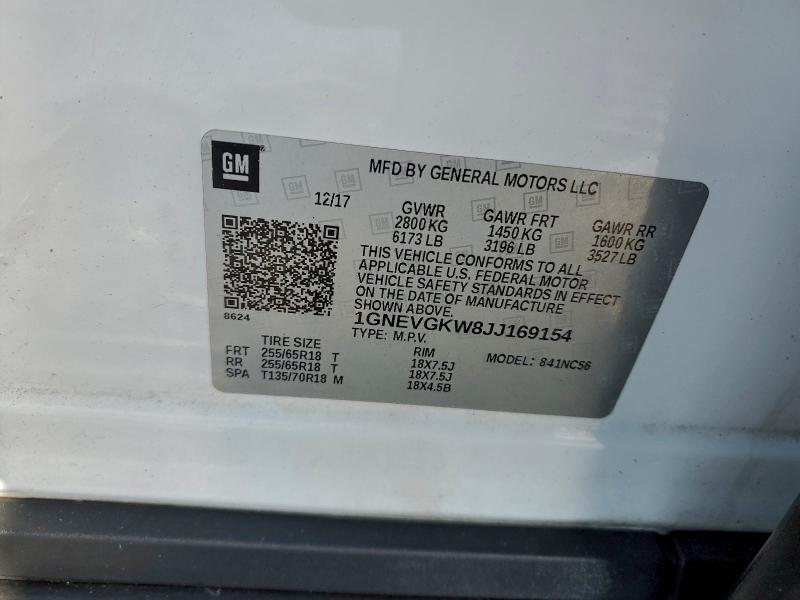 GM
MFD BY GENERAL MOTORS LLC
12/17
GVWR GAWR FRT GAWR RR
2800 KG 1450 KG 1600 KG
6173 LB 3196 LB 3527 LB
THIS VEHICLE CONFORMS TO ALL
APPLICABLE U.S. FEDERAL MOTOR
VEHICLE SAFETY STANDARDS IN EFFECT
ON THE DATE OF MANUFACTURE
SHOWN ABOVE.
8624
1GNEVGKW8JJ169154
TYPE: M.P.V. MODEL: 841NC56
TIRE SIZE RIM
FRT 255/65R18 T 18X7.5J
RR 255/65R18 T 18X7.5J
SPA T135/70R18 M 18X4.5B